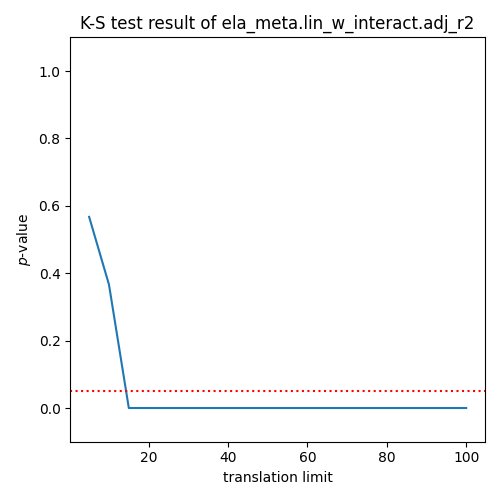 K-S test result of ela_meta.lin_w_interact.adj_r2
1.0
0.8
0.6
0.4
0.2
0.0
p-value
20 40 60 80 100
translation limit